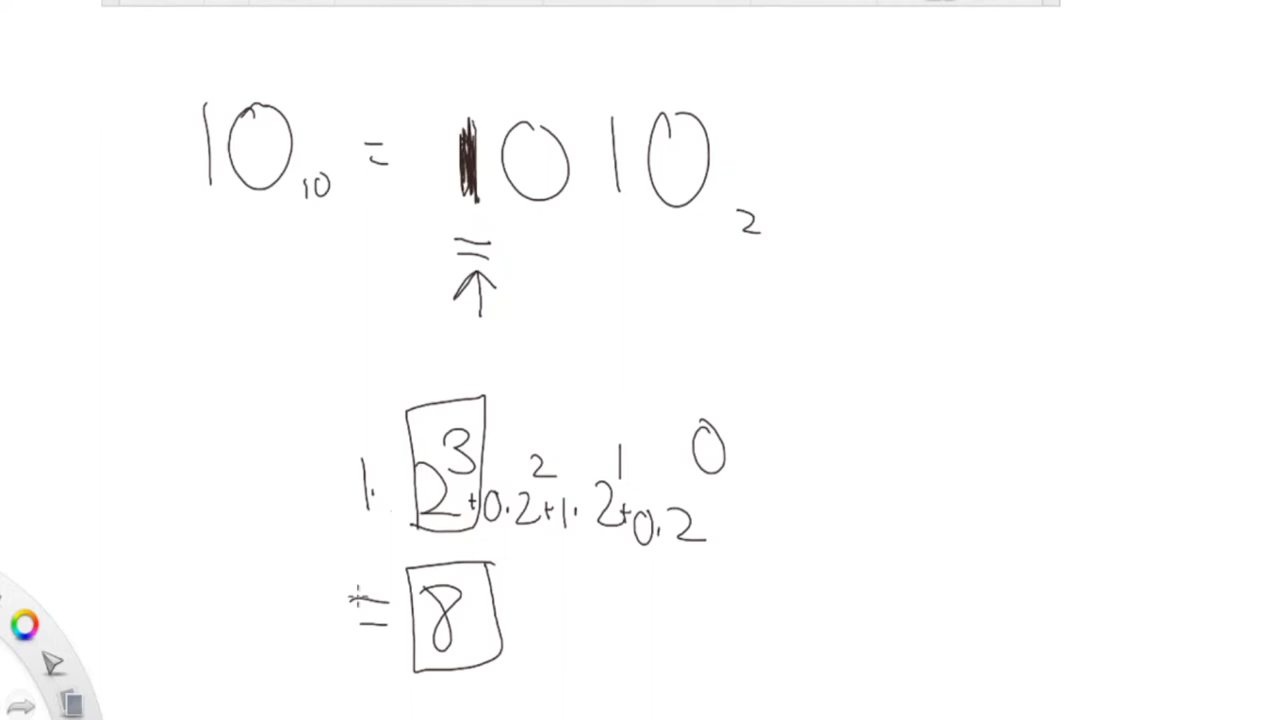 10₁₀ = 1010₂
=
1. 2³+0.2²+1.2¹+0.2⁰
= 8